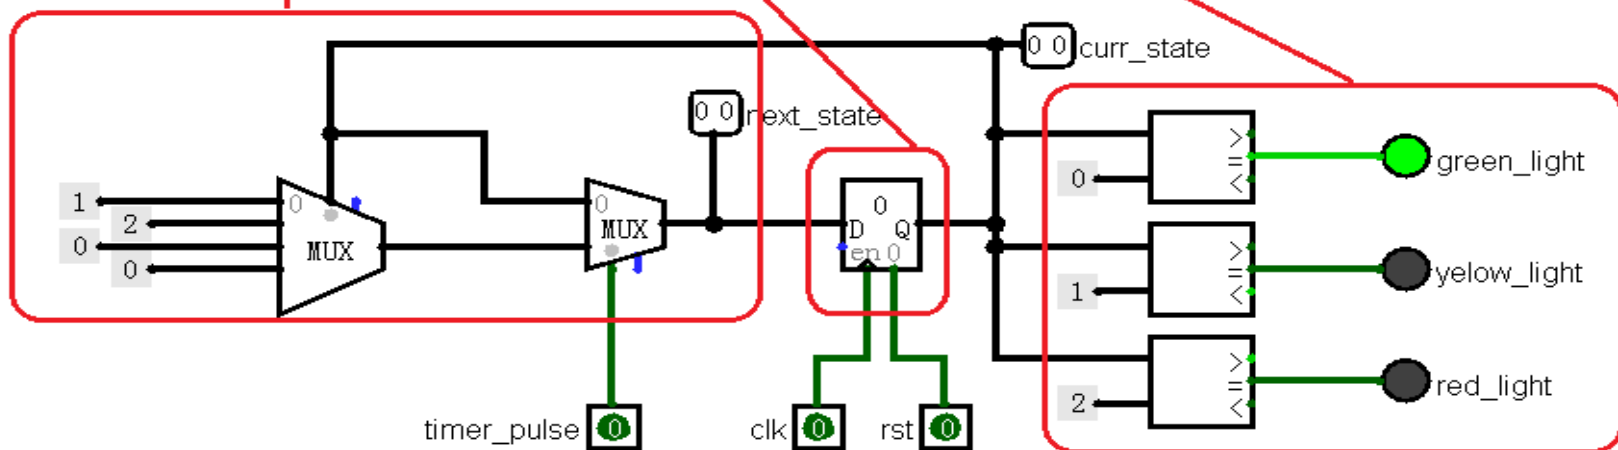 0 0 curr_state
0 0 next_state
1
2
0
0
0
MUX
0
MUX
0
D
Q
en 0
0
>
=
<
green_light
1
>
=
<
yelow_light
2
>
=
<
red_light
timer_pulse 0
clk 0
rst 0